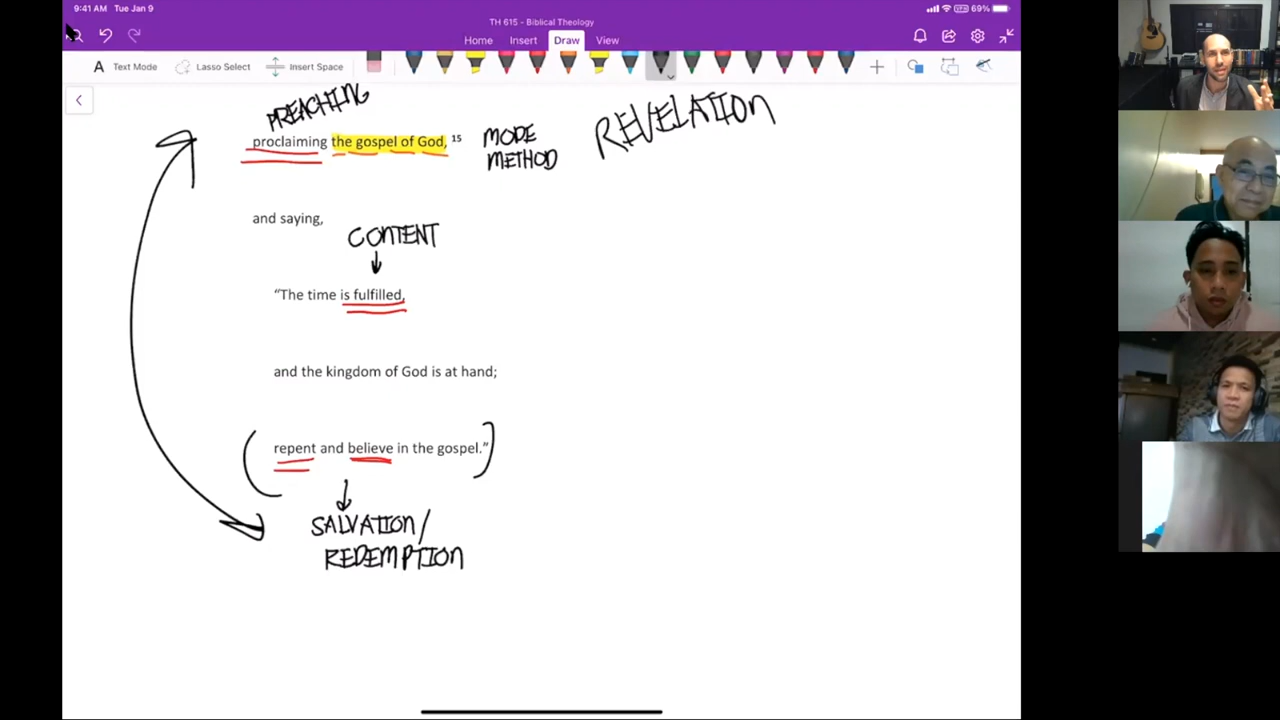 9:41 AM Tue Jan 9
VPN 69%
TH 615 - Biblical Theology
Home Insert Draw View
A Text Mode Lasso Select Insert Space
PREACHING
proclaiming the gospel of God, 15
MODE
METHOD
REVELATION
and saying,
CONTENT
“The time is fulfilled,
and the kingdom of God is at hand;
(repent and believe in the gospel.”)
SALVATION/
REDEMPTION